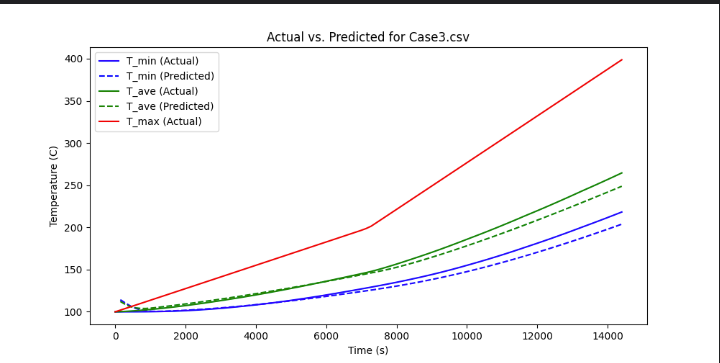 Actual vs. Predicted for Case3.csv
T_min (Actual)
T_min (Predicted)
T_ave (Actual)
T_ave (Predicted)
T_max (Actual)
Temperature (C)
400
350
300
250
200
150
100
0 2000 4000 6000 8000 10000 12000 14000
Time (s)